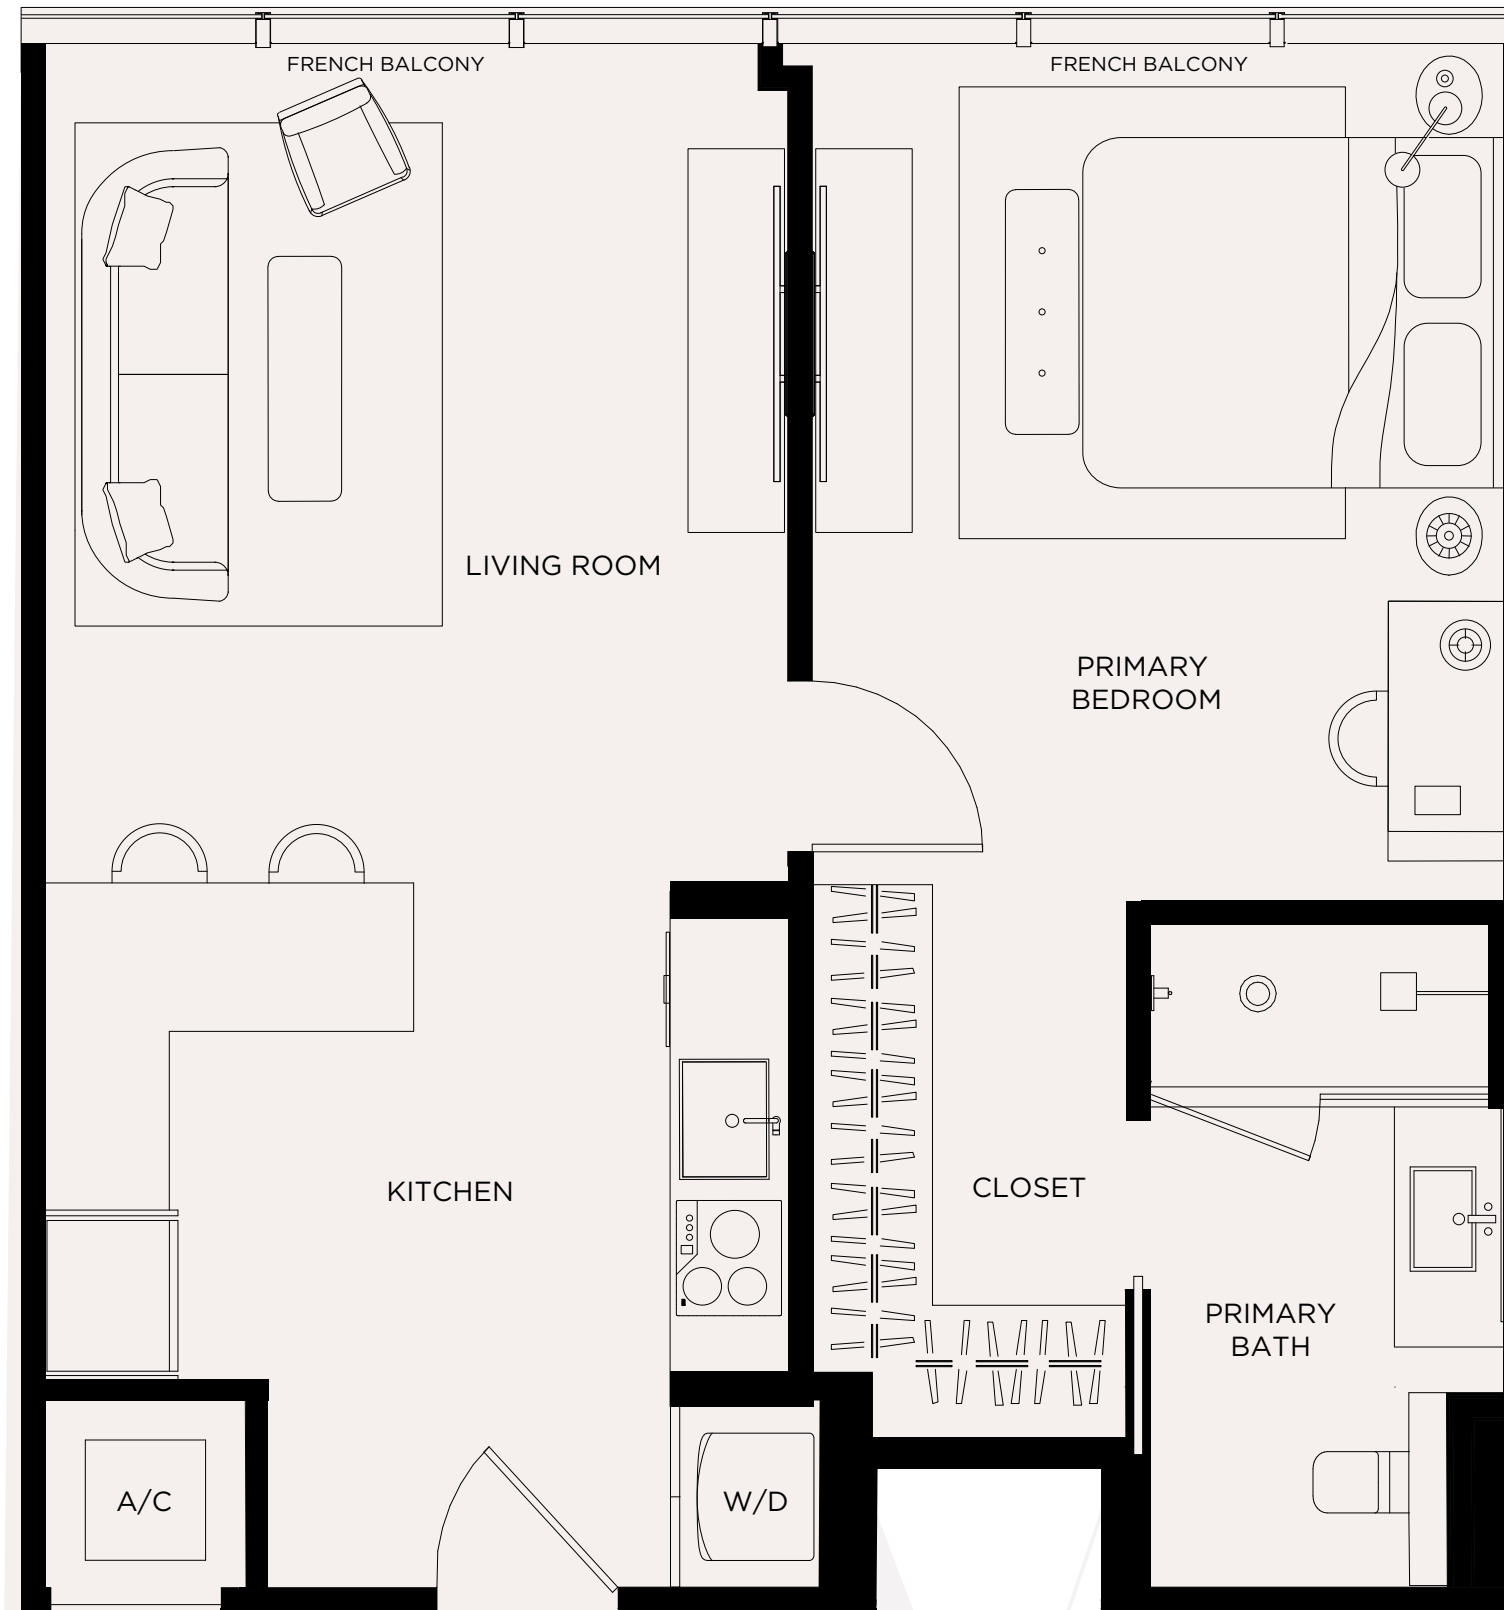 FRENCH BALCONY
FRENCH BALCONY
LIVING ROOM
PRIMARY
BEDROOM
KITCHEN
CLOSET
PRIMARY
BATH
A/C
W/D